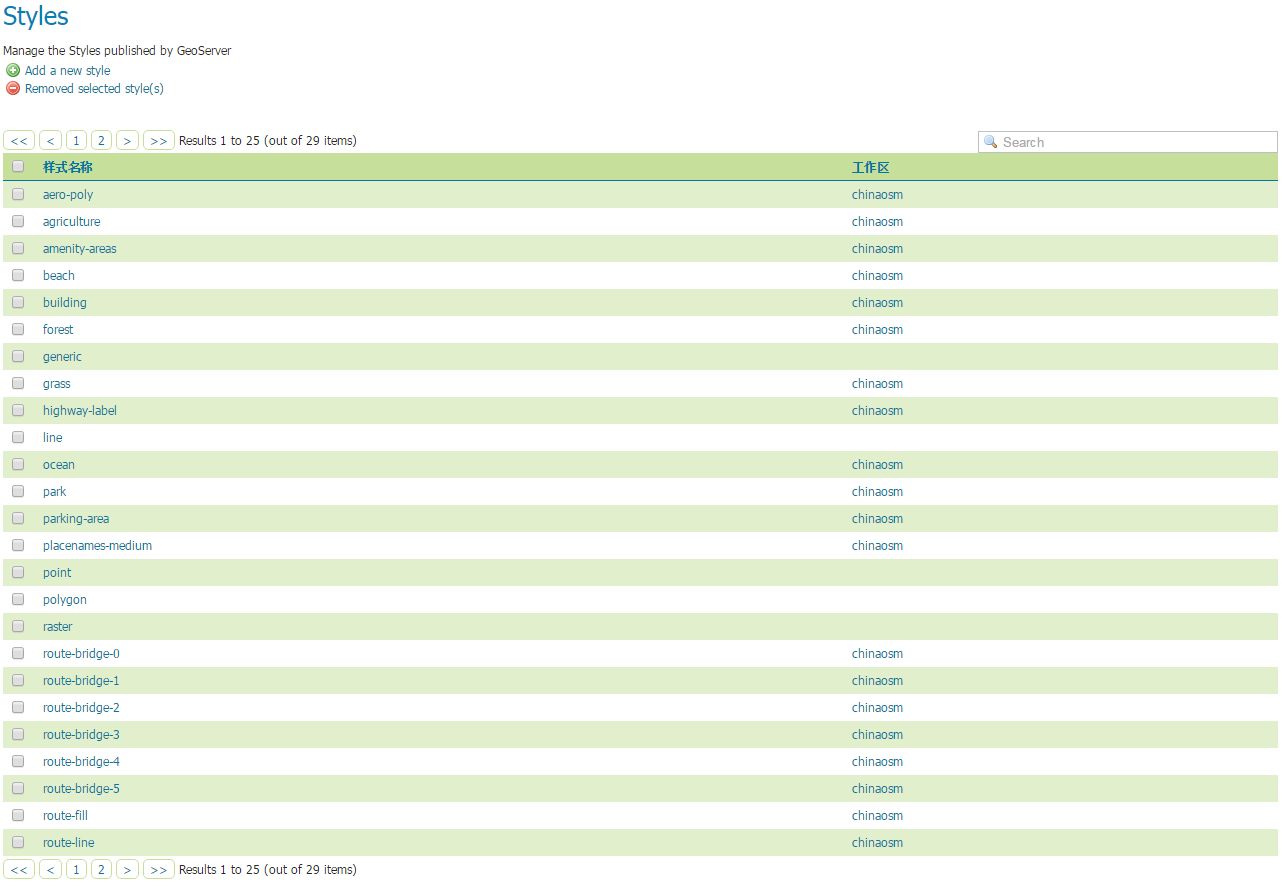 Styles
Manage the Styles published by GeoServer
Add a new style
Removed selected style(s)
<< < 1 2 > >> Results 1 to 25 (out of 29 items) Search
样式名称 工作区
aero-poly chinaosm
agriculture chinaosm
amenity-areas chinaosm
beach chinaosm
building chinaosm
forest chinaosm
generic
grass chinaosm
highway-label chinaosm
line
ocean chinaosm
park chinaosm
parking-area chinaosm
placenames-medium chinaosm
point
polygon
raster
route-bridge-0 chinaosm
route-bridge-1 chinaosm
route-bridge-2 chinaosm
route-bridge-3 chinaosm
route-bridge-4 chinaosm
route-bridge-5 chinaosm
route-fill chinaosm
route-line chinaosm
<< < 1 2 > >> Results 1 to 25 (out of 29 items)